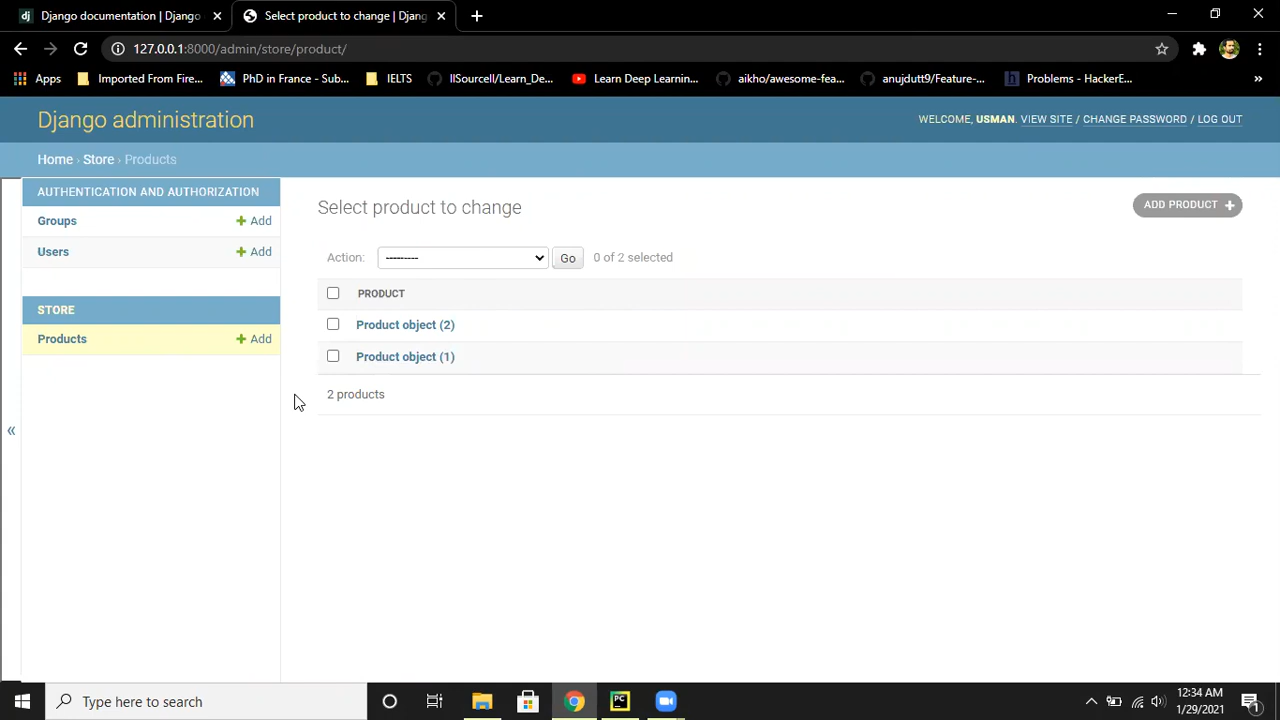 Django documentation | Django
Select product to change | Djang
127.0.0.1:8000/admin/store/product/
Apps
Imported From Fire...
PhD in France - Sub...
IELTS
llSourcell/Learn_De...
Learn Deep Learnin...
aikho/awesome-fea...
anujdutt9/Feature-...
Problems - HackerE...
»
Django administration
WELCOME, USMAN. VIEW SITE / CHANGE PASSWORD / LOG OUT
Home › Store › Products
AUTHENTICATION AND AUTHORIZATION
Groups + Add
Users + Add
STORE
Products + Add
«
Select product to change
ADD PRODUCT +
Action: --------- Go 0 of 2 selected
PRODUCT
Product object (2)
Product object (1)
2 products
Type here to search
PC
12:34 AM
1/29/2021
1